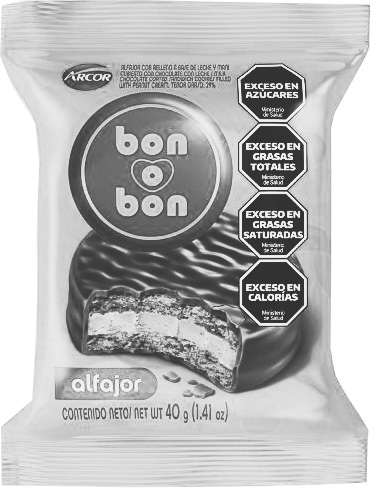 ARCOR
ALFAJOR CON RELLENO A BASE DE LECHE Y MANI
CUBIERTO CON CHOCOLATE CON LECHE / MILK
CHOCOLATE COATED SANDWICH COOKIES FILLED
WITH PEANUT CREAM.
bon
o
bon
EXCESO EN
AZÚCARES
Ministerio
de Salud
EXCESO EN
GRASAS
TOTALES
Ministerio
de Salud
EXCESO EN
GRASAS
SATURADAS
Ministerio
de Salud
EXCESO EN
CALORÍAS
Ministerio
de Salud
alfajor
CONTENIDO NETO/ NET WT 40 g (1.41 oz)